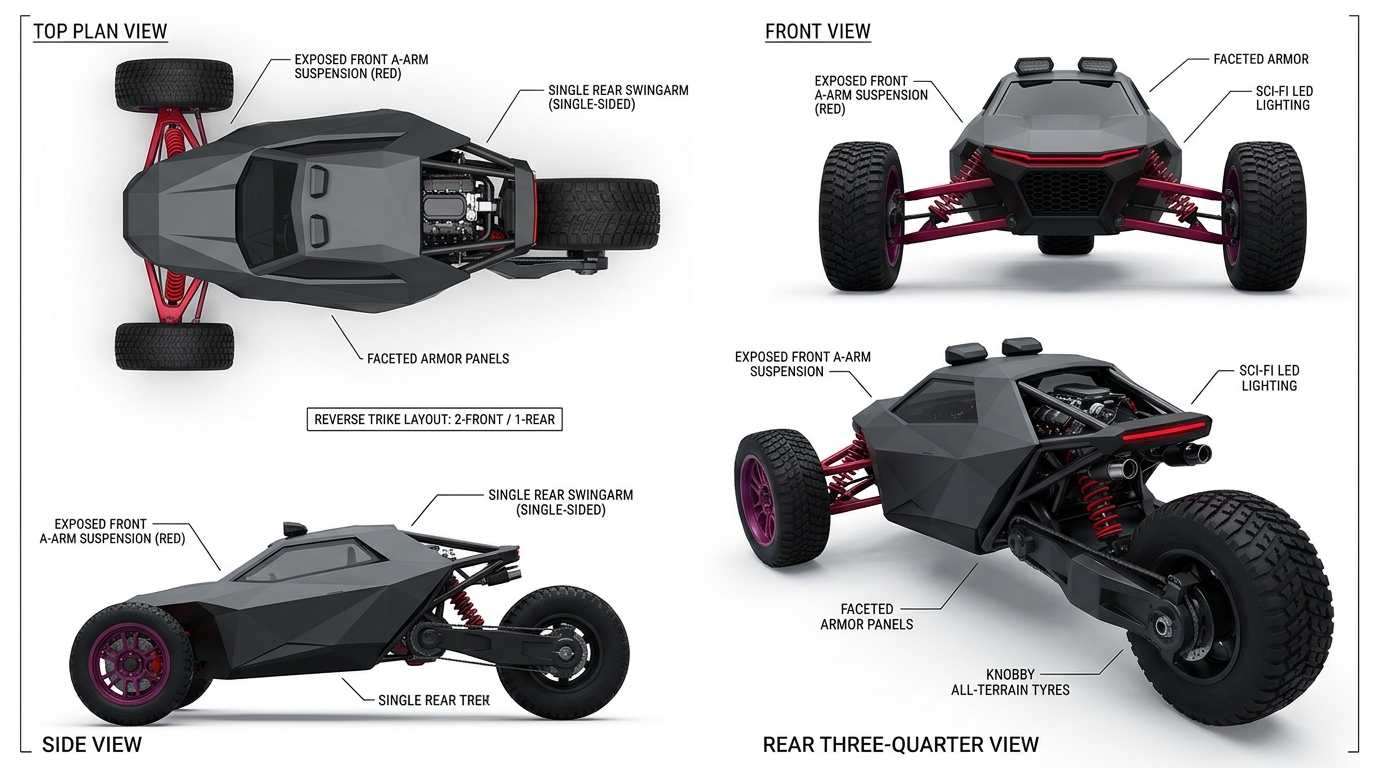 TOP PLAN VIEW
EXPOSED FRONT A-ARM
SUSPENSION (RED)
SINGLE REAR SWINGARM
(SINGLE-SIDED)
FACETED ARMOR PANELS
REVERSE TRIKE LAYOUT: 2-FRONT / 1-REAR
FRONT VIEW
EXPOSED FRONT
A-ARM SUSPENSION
(RED)
FACETED ARMOR
SCI-FI LED
LIGHTING
SINGLE REAR SWINGARM
(SINGLE-SIDED)
EXPOSED FRONT
A-ARM SUSPENSION (RED)
SINGLE REAR TREK
SIDE VIEW
EXPOSED FRONT A-ARM
SUSPENSION
SCI-FI LED
LIGHTING
FACETED
ARMOR PANELS
KNOBBY
ALL-TERRAIN TYRES
REAR THREE-QUARTER VIEW